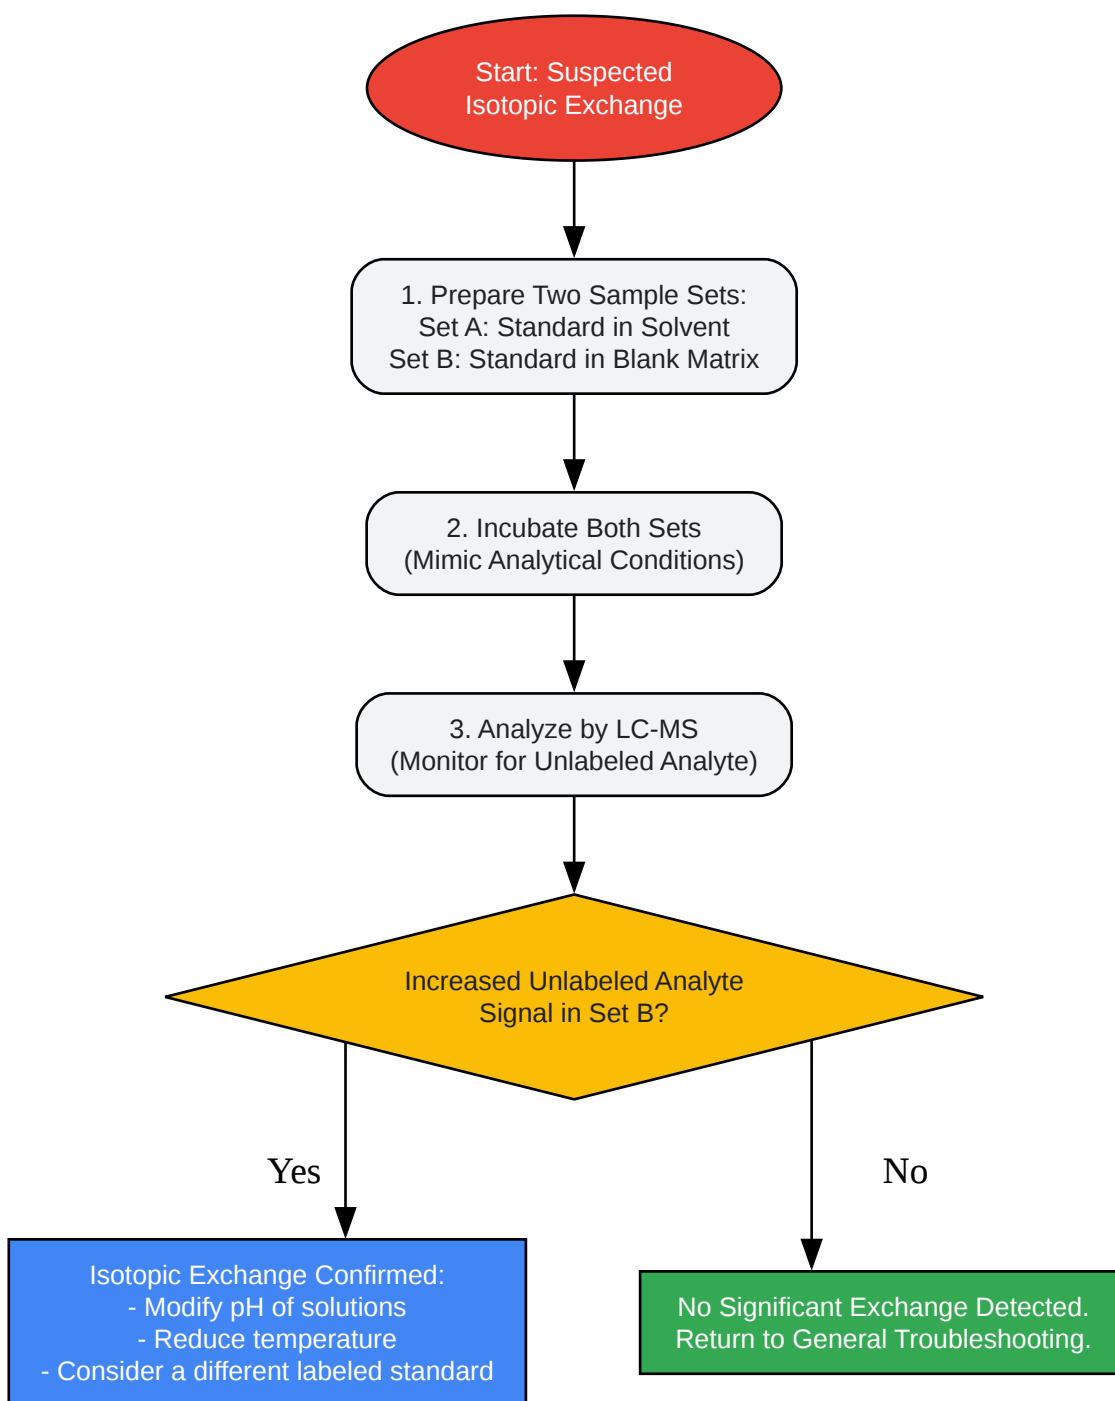 Start: Suspected
Isotopic Exchange
1. Prepare Two Sample Sets:
Set A: Standard in Solvent
Set B: Standard in Blank Matrix
2. Incubate Both Sets
(Mimic Analytical Conditions)
3. Analyze by LC-MS
(Monitor for Unlabeled Analyte)
Increased Unlabeled Analyte
Signal in Set B?
Yes
No
Isotopic Exchange Confirmed:
- Modify pH of solutions
- Reduce temperature
- Consider a different labeled standard
No Significant Exchange Detected.
Return to General Troubleshooting.